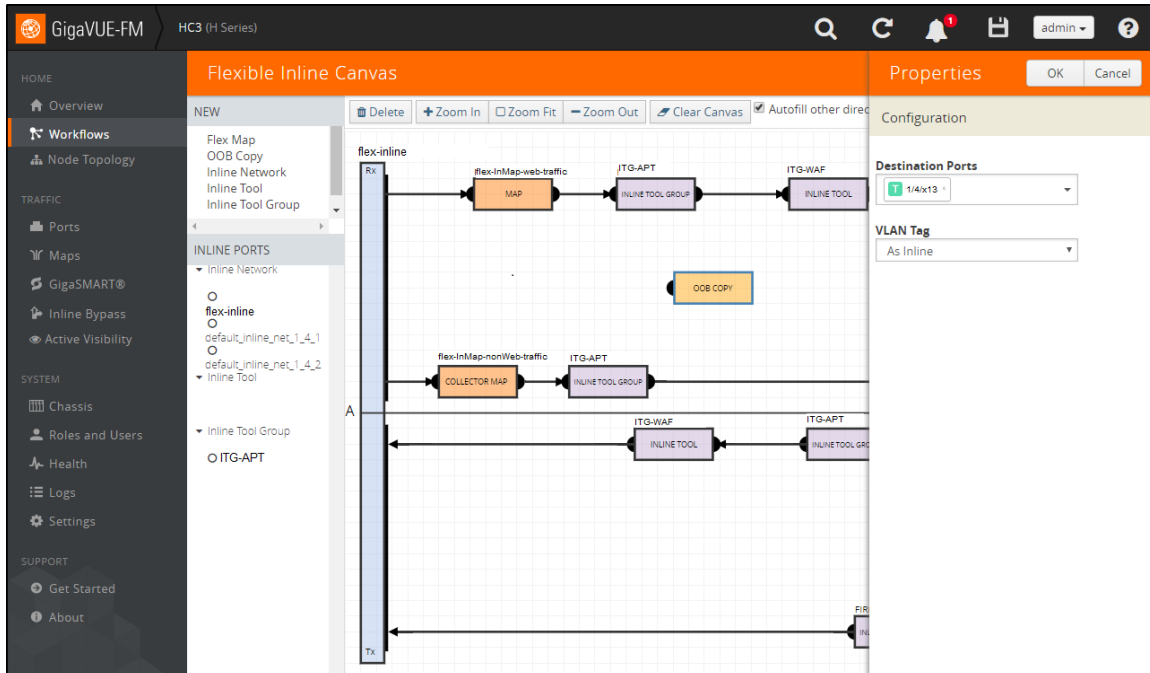 GigaVUE-FM
HC3 (H Series)
1
admin
HOME
Overview
Workflows
Node Topology
TRAFFIC
Ports
Maps
GigaSMART®
Inline Bypass
Active Visibility
SYSTEM
Chassis
Roles and Users
Health
Logs
Settings
SUPPORT
Get Started
About
Flexible Inline Canvas
NEW
Flex Map
OOB Copy
Inline Network
Inline Tool
Inline Tool Group
INLINE PORTS
Inline Network
flex-inline
default_inline_net_1_4_1
default_inline_net_1_4_2
Inline Tool
Inline Tool Group
ITG-APT
Delete
Zoom In
Zoom Fit
Zoom Out
Clear Canvas
Autofill other direc
flex-inline
Rx
flex-InMap-web-traffic
MAP
ITG-APT
INLINE TOOL GROUP
ITG-WAF
INLINE TOOL
OOB COPY
flex-InMap-nonWeb-traffic
COLLECTOR MAP
ITG-APT
INLINE TOOL GROUP
A
ITG-WAF
INLINE TOOL
ITG-APT
INLINE TOOL GRO
FIR
INL
Tx
Properties
OK
Cancel
Configuration
Destination Ports
T 1/4/x13
VLAN Tag
As Inline